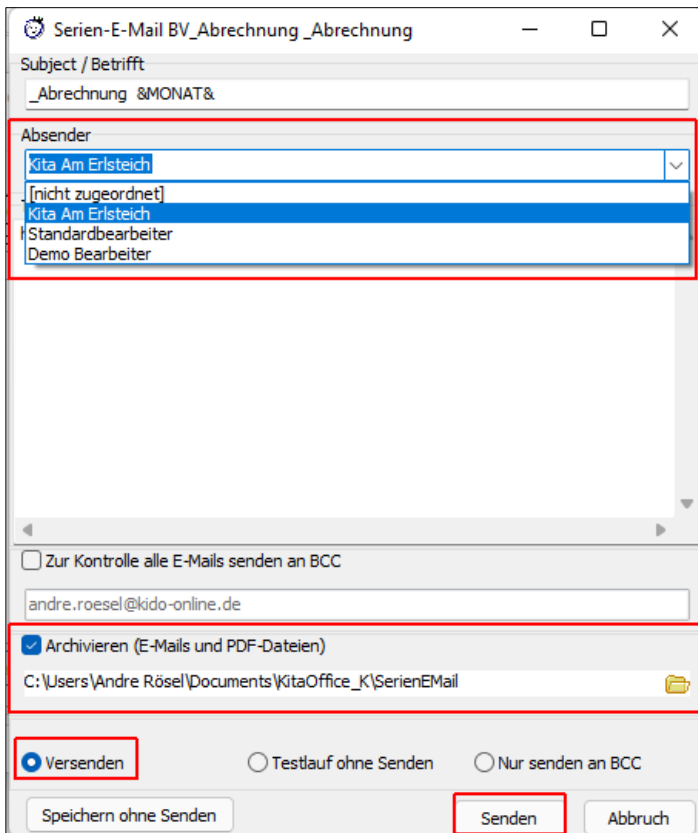 Serien-E-Mail BV_Abrechnung _Abrechnung
Subject / Betrifft
_Abrechnung &MONAT&
Absender
Kita Am Erlsteich
[nicht zugeordnet]
Kita Am Erlsteich
Standardbearbeiter
Demo Bearbeiter
Zur Kontrolle alle E-Mails senden an BCC
andre.roesel@kido-online.de
Archivieren (E-Mails und PDF-Dateien)
C:\Users\Andre Rösel\Documents\KitaOffice_K\SerienEMail
Versenden Testlauf ohne Senden Nur senden an BCC
Speichern ohne Senden Senden Abbruch